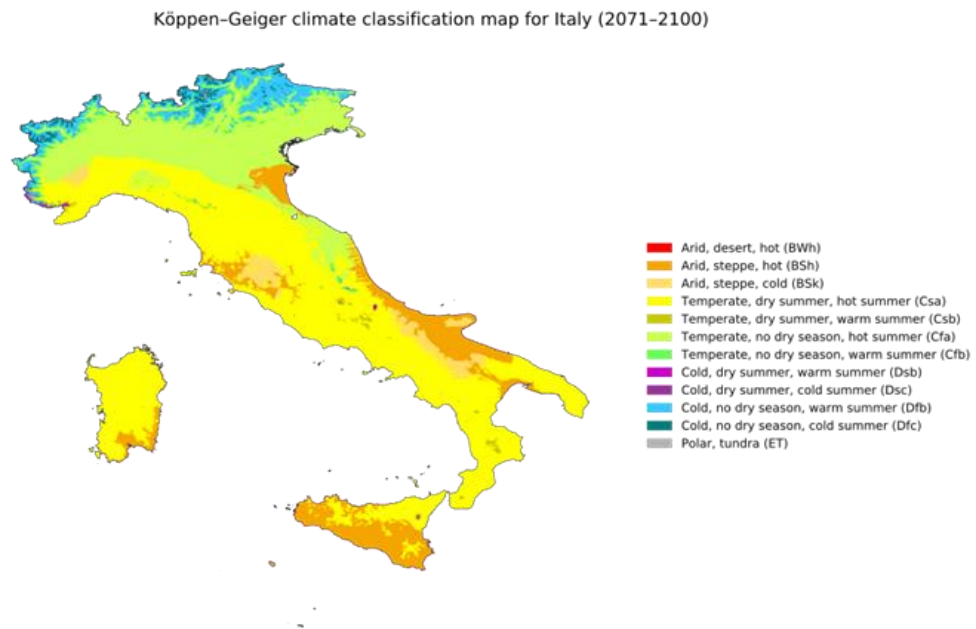 Köppen–Geiger climate classification map for Italy (2071–2100)
Arid, desert, hot (BWh)
Arid, steppe, hot (BSh)
Arid, steppe, cold (BSk)
Temperate, dry summer, hot summer (Csa)
Temperate, dry summer, warm summer (Csb)
Temperate, no dry season, hot summer (Cfa)
Temperate, no dry season, warm summer (Cfb)
Cold, dry summer, warm summer (Dsb)
Cold, dry summer, cold summer (Dsc)
Cold, no dry season, warm summer (Dfb)
Cold, no dry season, cold summer (Dfc)
Polar, tundra (ET)